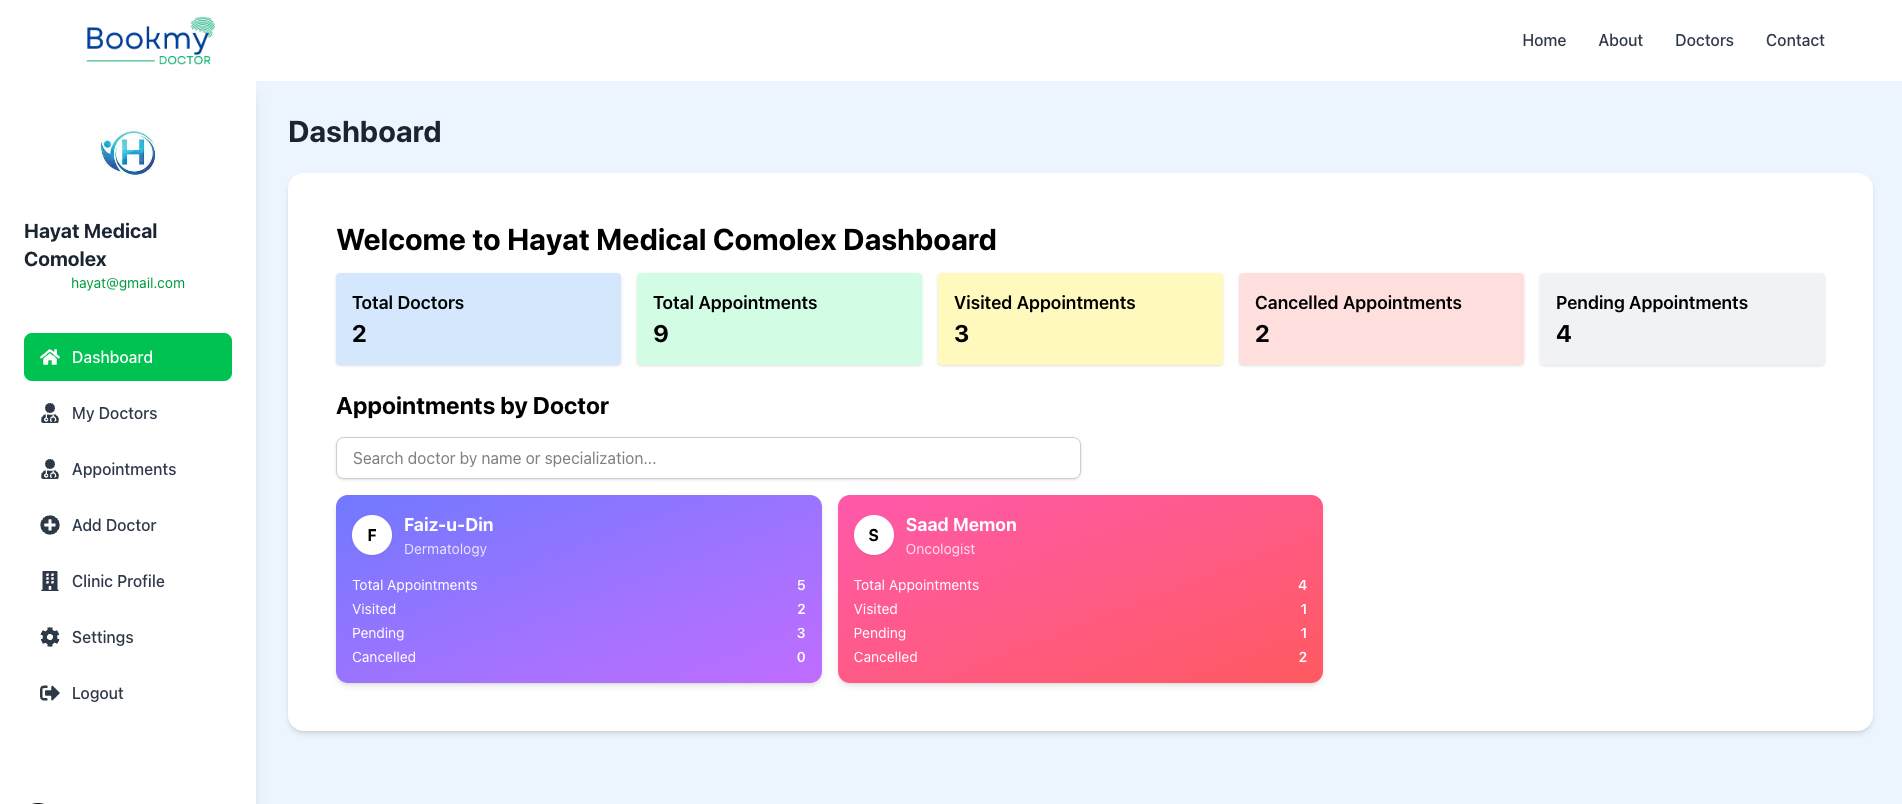 Bookmy
DOCTOR
Home
About
Doctors
Contact
H
Hayat Medical
Comolex
hayat@gmail.com
Dashboard
My Doctors
Appointments
Add Doctor
Clinic Profile
Settings
Logout
Dashboard
Welcome to Hayat Medical Comolex Dashboard
Total Doctors
2
Total Appointments
9
Visited Appointments
3
Cancelled Appointments
2
Pending Appointments
4
Appointments by Doctor
Search doctor by name or specialization...
F
Faiz-u-Din
Dermatology
Total Appointments 5
Visited 2
Pending 3
Cancelled 0
S
Saad Memon
Oncologist
Total Appointments 4
Visited 1
Pending 1
Cancelled 2